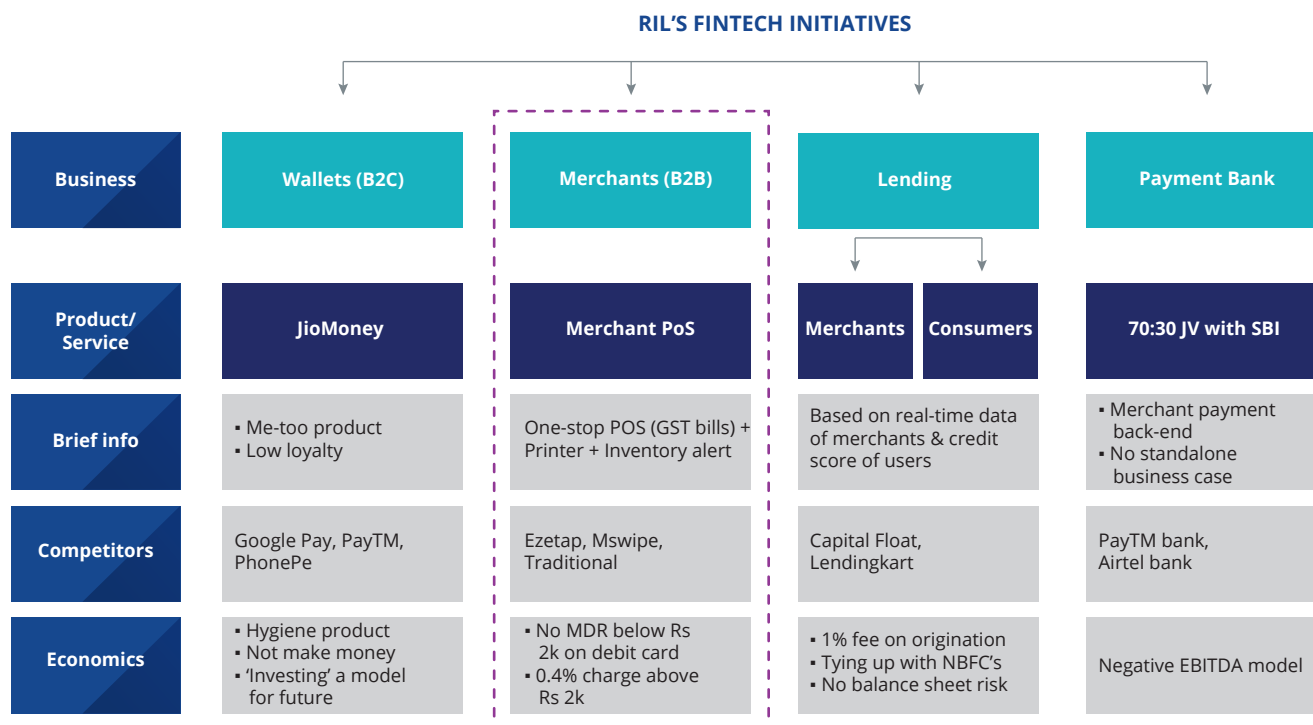 RIL'S FINTECH INITIATIVES
Business
Wallets (B2C)
Merchants (B2B)
Lending
Payment Bank
Product/
Service
JioMoney
Merchant PoS
Merchants
Consumers
70:30 JV with SBI
Brief info
▪ Me-too product
▪ Low loyalty
One-stop POS (GST bills) +
Printer + Inventory alert
Based on real-time data
of merchants & credit
score of users
▪ Merchant payment
back-end
▪ No standalone
business case
Competitors
Google Pay, PayTM,
PhonePe
Ezetap, Mswipe,
Traditional
Capital Float,
Lendingkart
PayTM bank,
Airtel bank
Economics
▪ Hygiene product
▪ Not make money
▪ ‘Investing’ a model
for future
▪ No MDR below Rs
2k on debit card
▪ 0.4% charge above
Rs 2k
▪ 1% fee on origination
▪ Tying up with NBFC’s
▪ No balance sheet risk
Negative EBITDA model